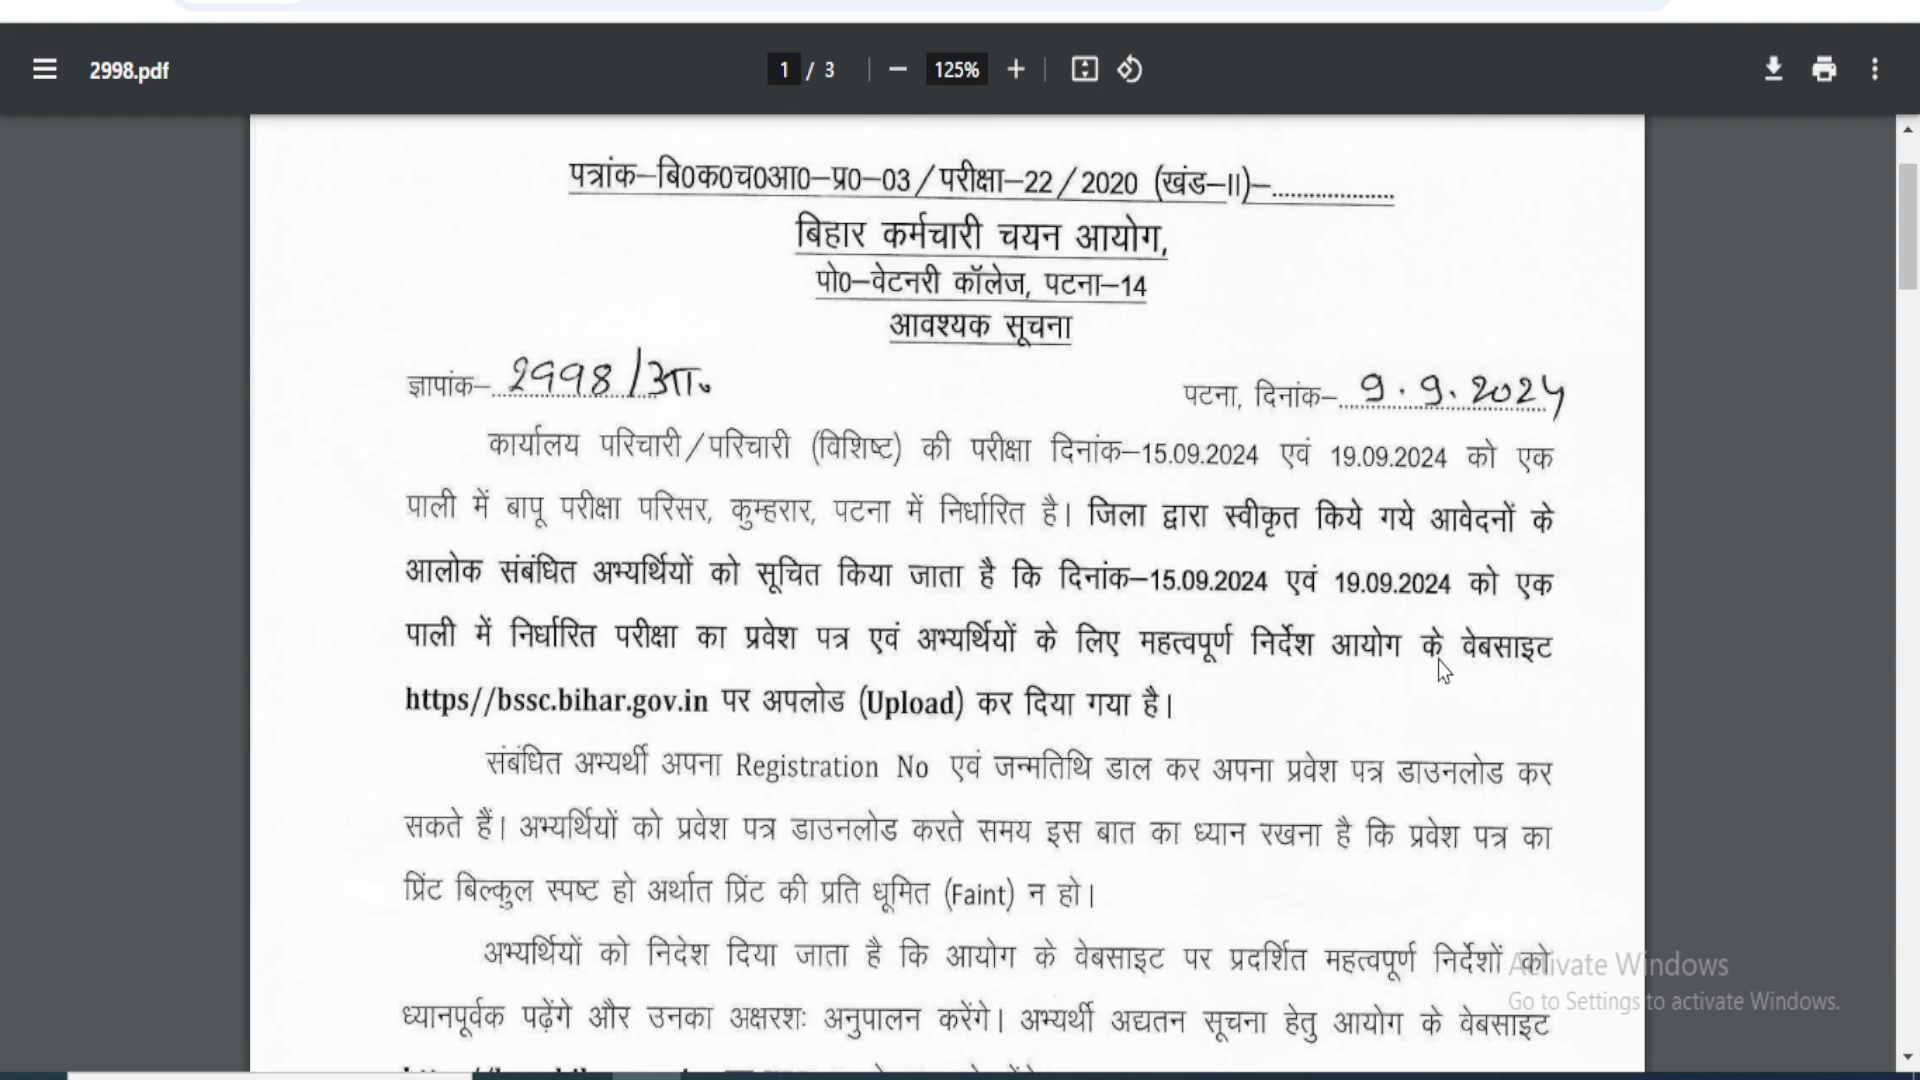 2998.pdf
1 / 3
125%
पत्रांक–बि0क0च0आ0–प्र0–03/परीक्षा–22/2020 (खंड–II)–...................
बिहार कर्मचारी चयन आयोग,
पो0–वेटनरी कॉलेज, पटना–14
आवश्यक सूचना
ज्ञापांक– 2998/आ. पटना, दिनांक– 9.9.2024
कार्यालय परिचारी/परिचारी (विशिष्ट) की परीक्षा दिनांक–15.09.2024 एवं 19.09.2024 को एक
पाली में बापू परीक्षा परिसर, कुम्हरार, पटना में निर्धारित है। जिला द्वारा स्वीकृत किये गये आवेदनों के
आलोक संबंधित अभ्यर्थियों को सूचित किया जाता है कि दिनांक–15.09.2024 एवं 19.09.2024 को एक
पाली में निर्धारित परीक्षा का प्रवेश पत्र एवं अभ्यर्थियों के लिए महत्वपूर्ण निर्देश आयोग के वेबसाइट
https//bssc.bihar.gov.in पर अपलोड (Upload) कर दिया गया है।
संबंधित अभ्यर्थी अपना Registration No एवं जन्मतिथि डाल कर अपना प्रवेश पत्र डाउनलोड कर
सकते हैं। अभ्यर्थियों को प्रवेश पत्र डाउनलोड करते समय इस बात का ध्यान रखना है कि प्रवेश पत्र का
प्रिंट बिल्कुल स्पष्ट हो अर्थात प्रिंट की प्रति धूमित (Faint) न हो।
अभ्यर्थियों को निदेश दिया जाता है कि आयोग के वेबसाइट पर प्रदर्शित महत्वपूर्ण निर्देशों को
ध्यानपूर्वक पढ़ेंगे और उनका अक्षरशः अनुपालन करेंगे। अभ्यर्थी अद्यतन सूचना हेतु आयोग के वेबसाइट
Activate Windows
Go to Settings to activate Windows.